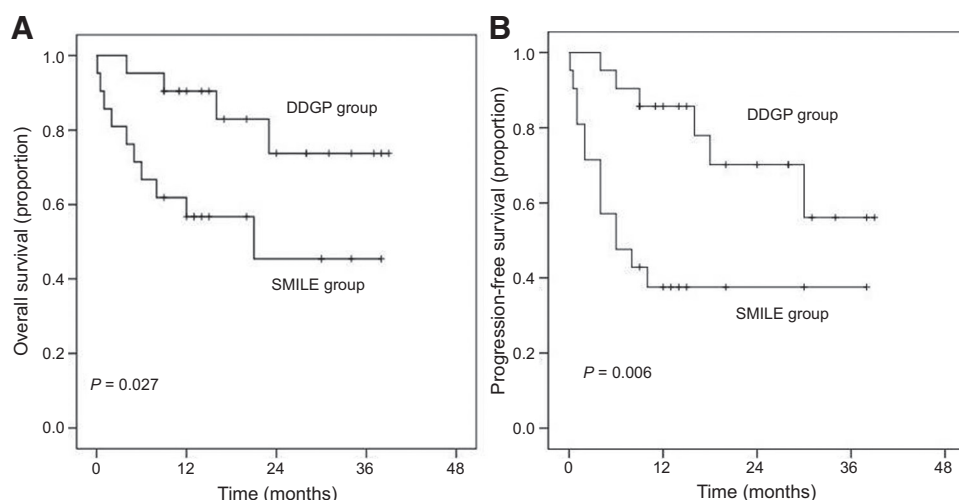 A
Overall survival (proportion)
1.0
0.8
0.6
0.4
0.2
0.0
DDGP group
SMILE group
P = 0.027
0 12 24 36 48
Time (months)
B
Progression-free survival (proportion)
1.0
0.8
0.6
0.4
0.2
0.0
DDGP group
SMILE group
P = 0.006
0 12 24 36 48
Time (months)